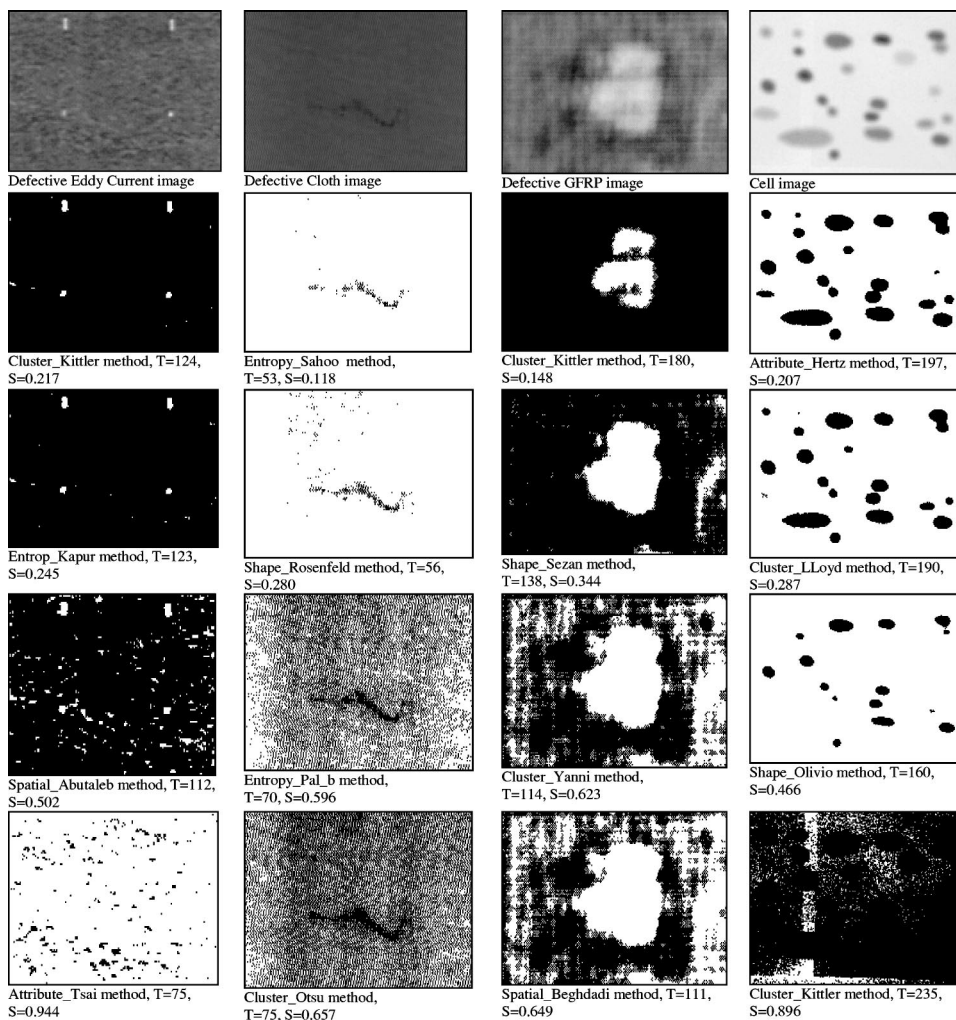 Defective Eddy Current image
Defective Cloth image
Defective GFRP image
Cell image
Cluster_Kittler method, T=124,
S=0.217
Entropy_Sahoo method,
T=53, S=0.118
Cluster_Kittler method, T=180,
S=0.148
Attribute_Hertz method, T=197,
S=0.207
Entrop_Kapur method, T=123,
S=0.245
Shape_Rosenfeld method, T=56,
S=0.280
Shape_Sezan method,
T=138, S=0.344
Cluster_LLoyd method, T=190,
S=0.287
Spatial_Abutaleb method, T=112,
S=0.502
Entropy_Pal_b method,
T=70, S=0.596
Cluster_Yanni method,
T=114, S=0.623
Shape_Olivio method, T=160,
S=0.466
Attribute_Tsai method, T=75,
S=0.944
Cluster_Otsu method,
T=75, S=0.657
Spatial_Beghdadi method, T=111,
S=0.649
Cluster_Kittler method, T=235,
S=0.896